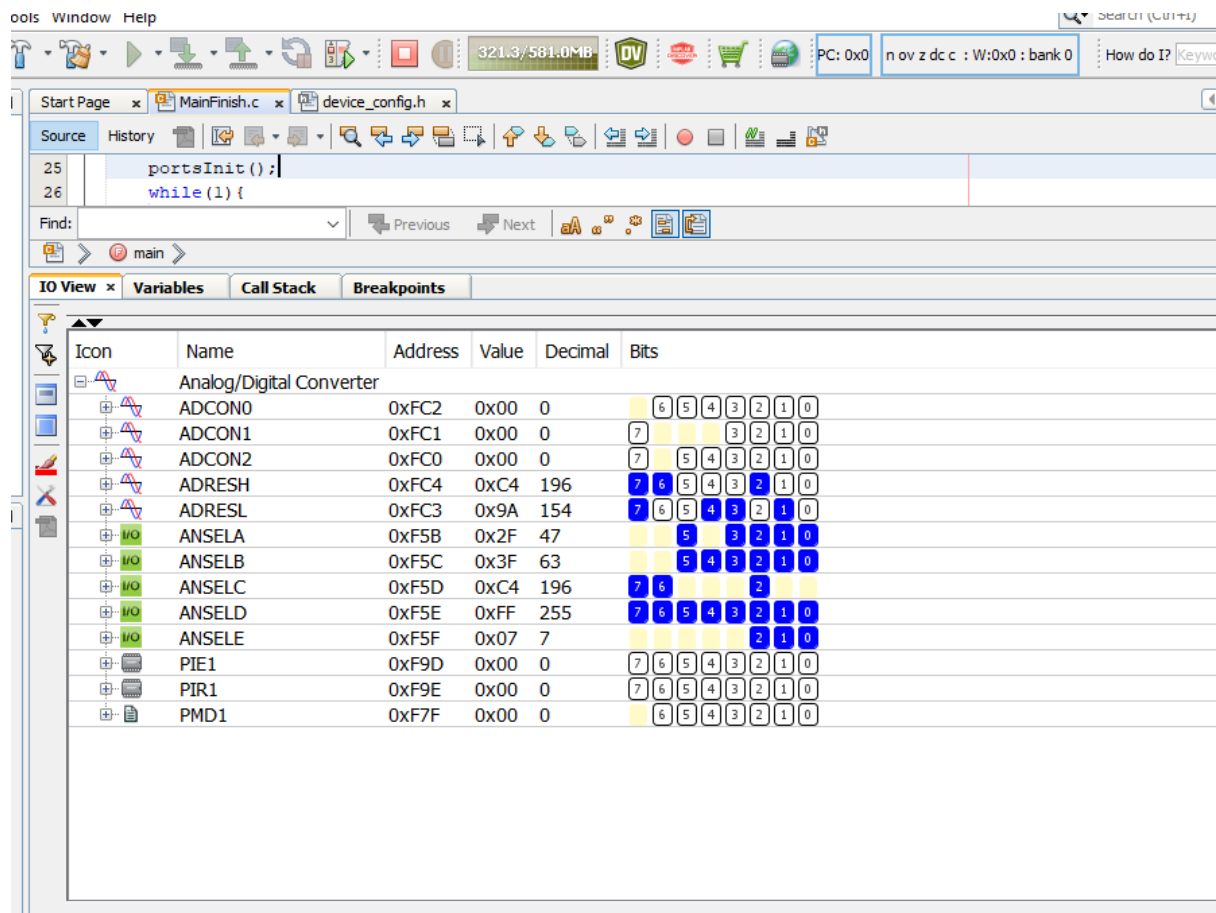 ools Window Help
Search (Ctrl+I)
321.3/581.0MB
PC: 0x0
n ov z dc c : W:0x0 : bank 0
How do I?
Start Page
MainFinish.c
device_config.h
Source
History
25 portsInit();
26 while(1){
Find:
Previous
Next
main
IO View
Variables
Call Stack
Breakpoints
Icon Name Address Value Decimal Bits
Analog/Digital Converter
ADCON0 0xFC2 0x00 0 6 5 4 3 2 1 0
ADCON1 0xFC1 0x00 0 7 3 2 1 0
ADCON2 0xFC0 0x00 0 7 5 4 3 2 1 0
ADRESH 0xFC4 0xC4 196 7 6 5 4 3 2 1 0
ADRESL 0xFC3 0x9A 154 7 6 5 4 3 2 1 0
I/O ANSELA 0xF5B 0x2F 47 5 3 2 1 0
I/O ANSELB 0xF5C 0x3F 63 5 4 3 2 1 0
I/O ANSELC 0xF5D 0xC4 196 7 6 2
I/O ANSELD 0xF5E 0xFF 255 7 6 5 4 3 2 1 0
I/O ANSELE 0xF5F 0x07 7 2 1 0
PIE1 0xF9D 0x00 0 7 6 5 4 3 2 1 0
PIR1 0xF9E 0x00 0 7 6 5 4 3 2 1 0
PMD1 0xF7F 0x00 0 6 5 4 3 2 1 0